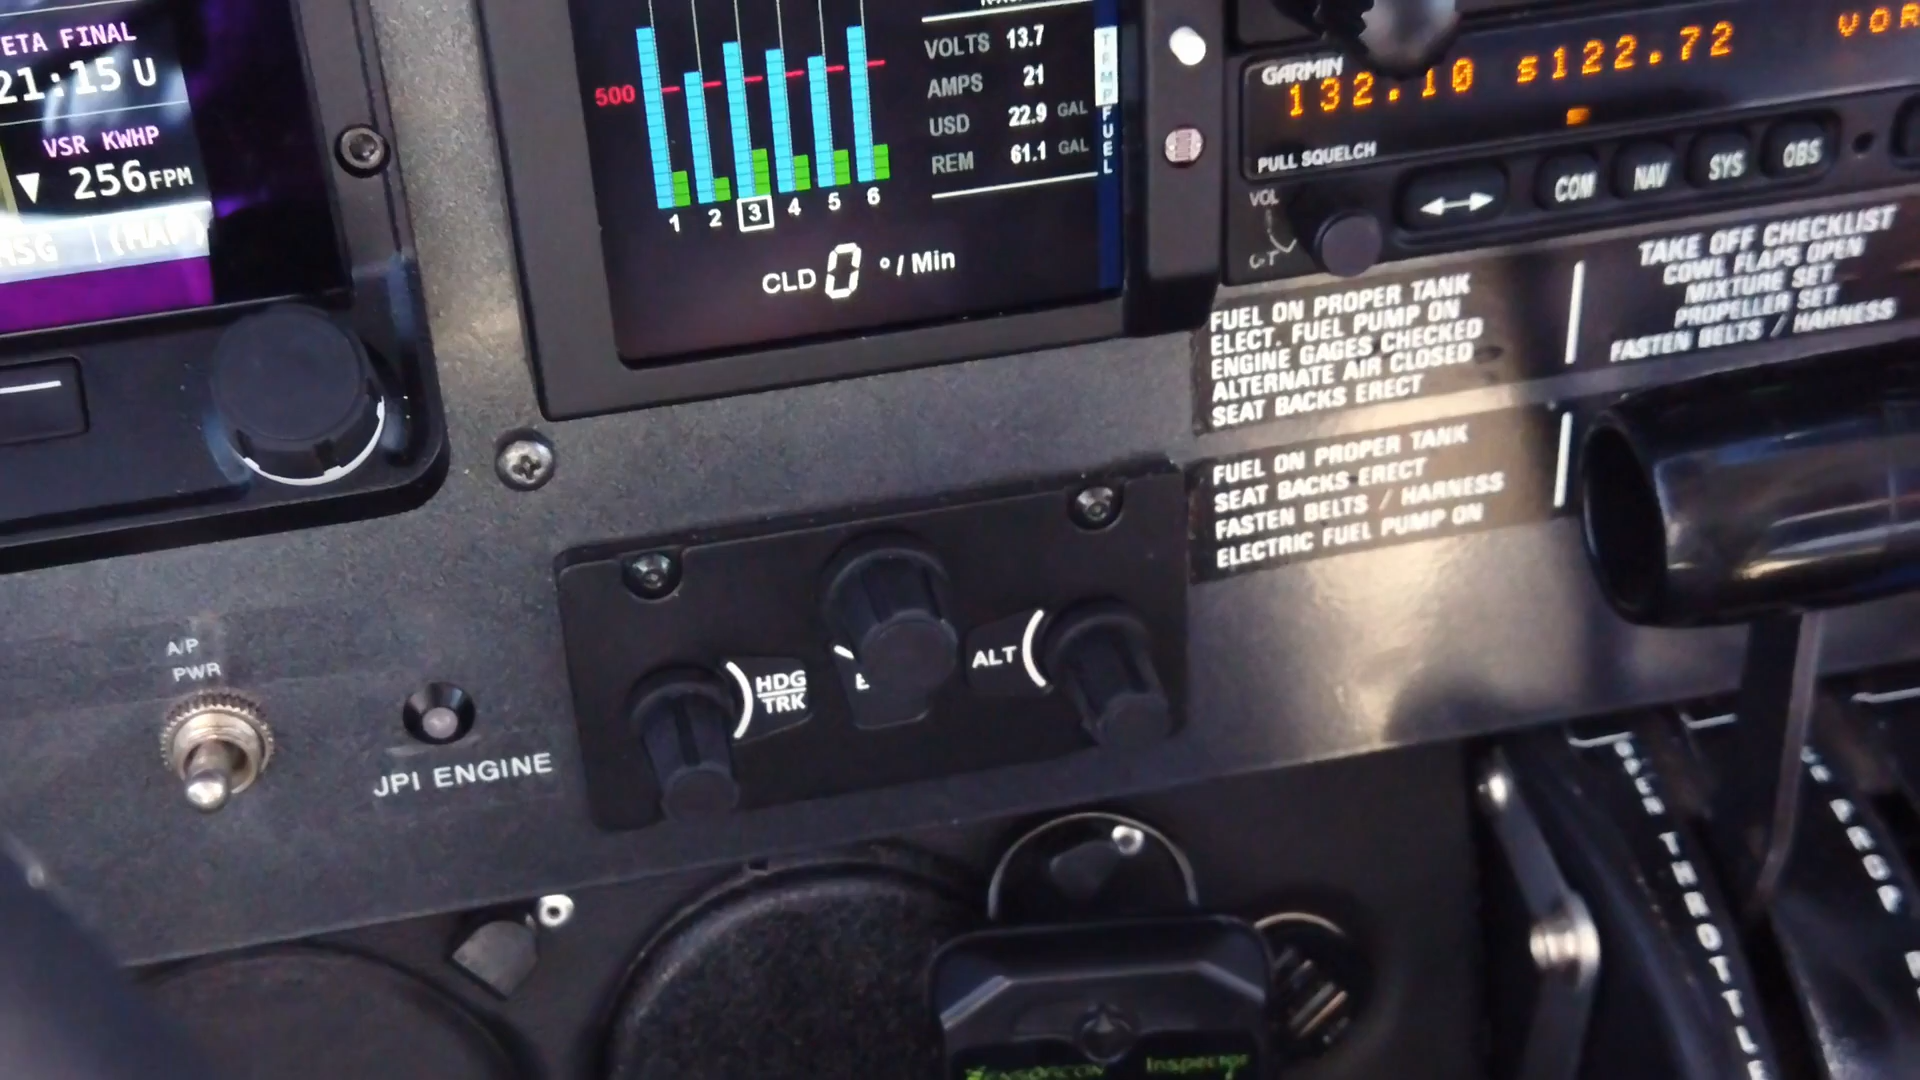 ETA FINAL
21:15 U
VSR KWHP
▼ 256 FPM
MSG (MAP)
500
1 2 3 4 5 6
VOLTS 13.7
AMPS 21
USD 22.9 GAL
REM 61.1 GAL
TEMP FUEL
CLD 0 °/Min
GARMIN
132.10 s122.72 VOR
PULL SQUELCH
VOL
COM NAV SYS OBS
FUEL ON PROPER TANK
ELECT. FUEL PUMP ON
ENGINE GAGES CHECKED
ALTERNATE AIR CLOSED
SEAT BACKS ERECT
TAKE OFF CHECKLIST
COWL FLAPS OPEN
MIXTURE SET
PROPELLER SET
FASTEN BELTS / HARNESS
FUEL ON PROPER TANK
SEAT BACKS ERECT
FASTEN BELTS / HARNESS
ELECTRIC FUEL PUMP ON
A/P
PWR
JPI ENGINE
HDG
TRK
ALT
THROTTLE
PROP
Inspector